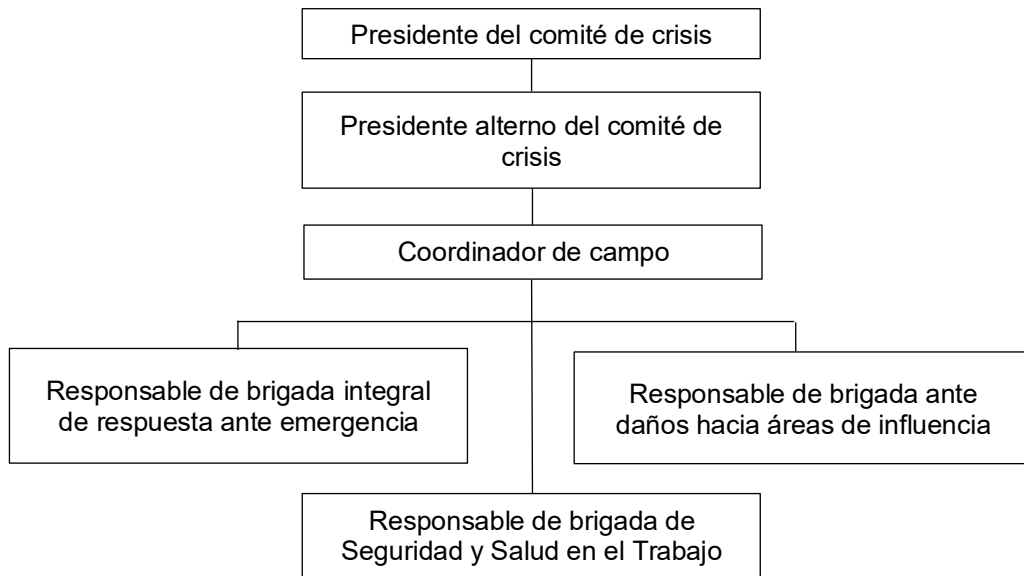 Presidente del comité de crisis
Presidente alterno del comité de
crisis
Coordinador de campo
Responsable de brigada integral
de respuesta ante emergencia
Responsable de brigada ante
daños hacia áreas de influencia
Responsable de brigada de
Seguridad y Salud en el Trabajo